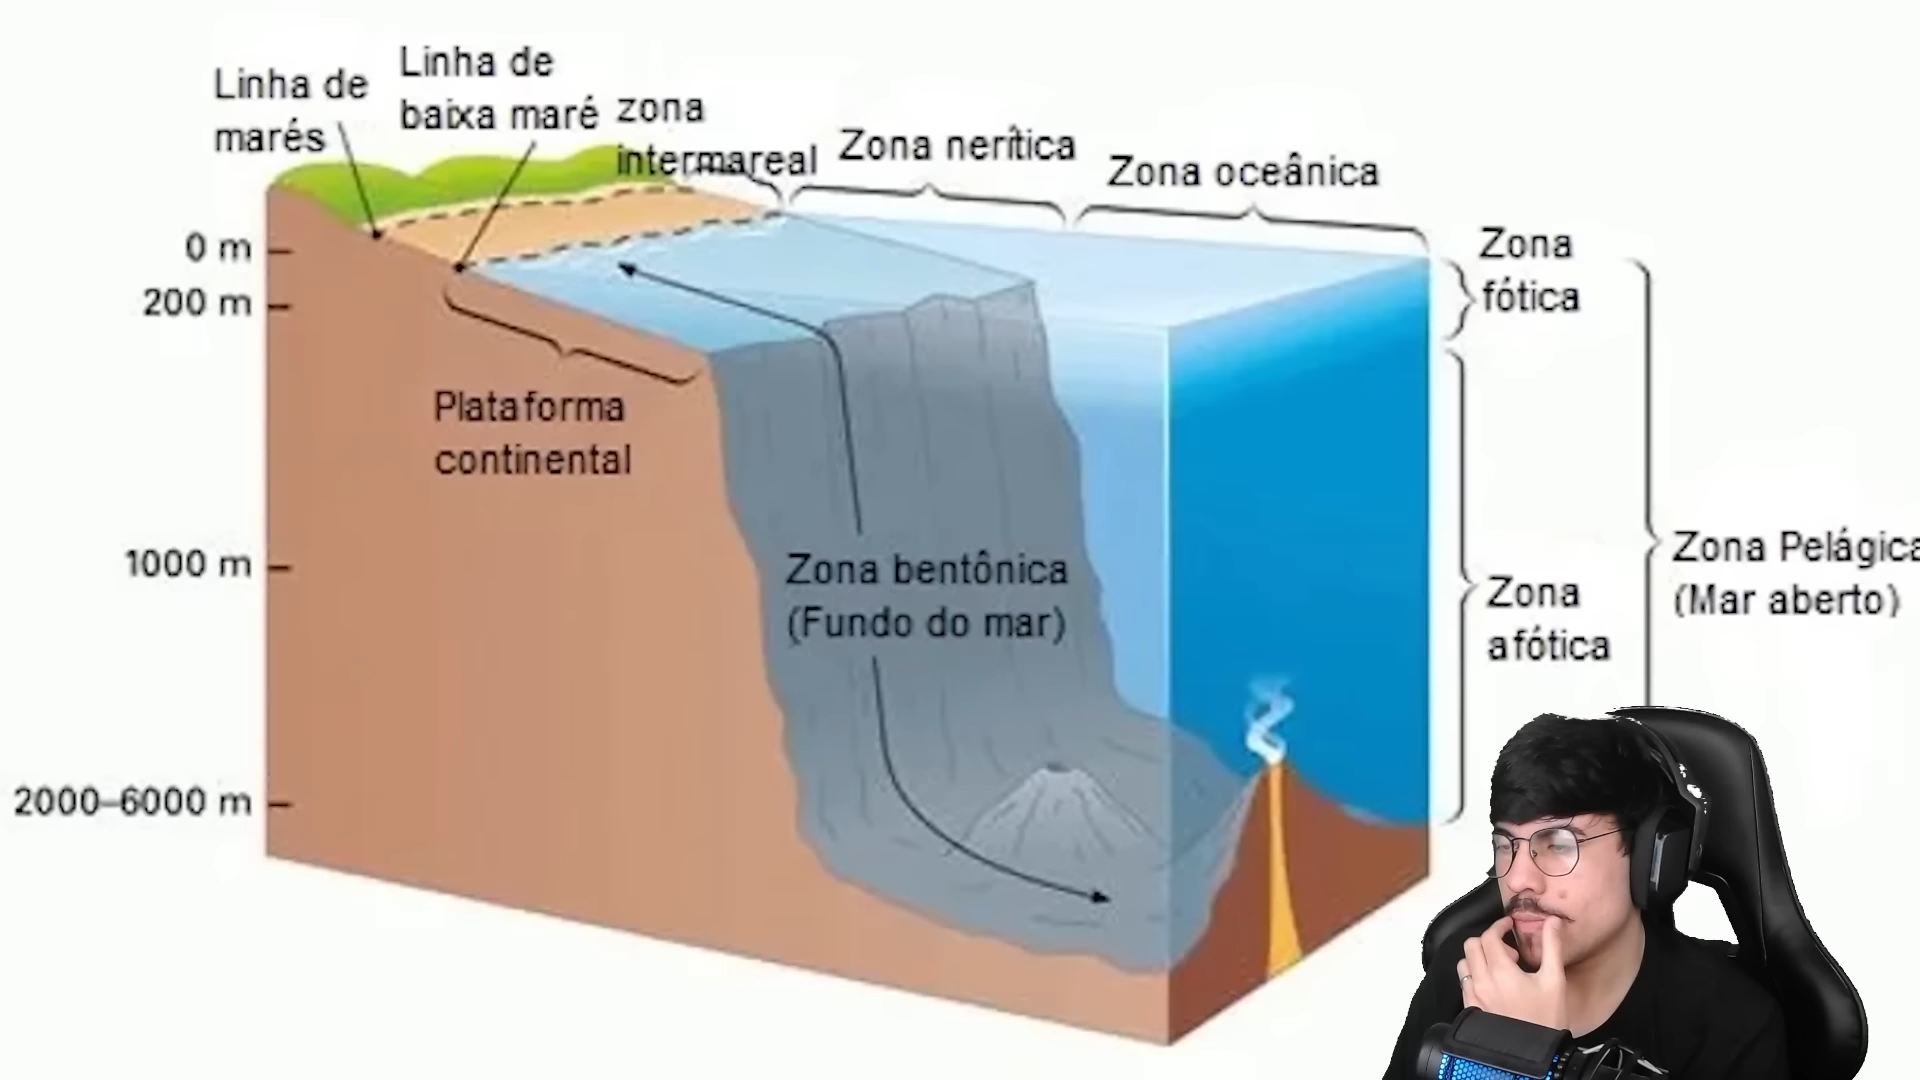 Linha de
marés
Linha de
baixa maré
zona
intermareal
Zona nerítica
Zona oceânica
0 m
200 m
1000 m
2000–6000 m
Plataforma
continental
Zona bentônica
(Fundo do mar)
Zona
fótica
Zona
afótica
Zona Pelágica
(Mar aberto)